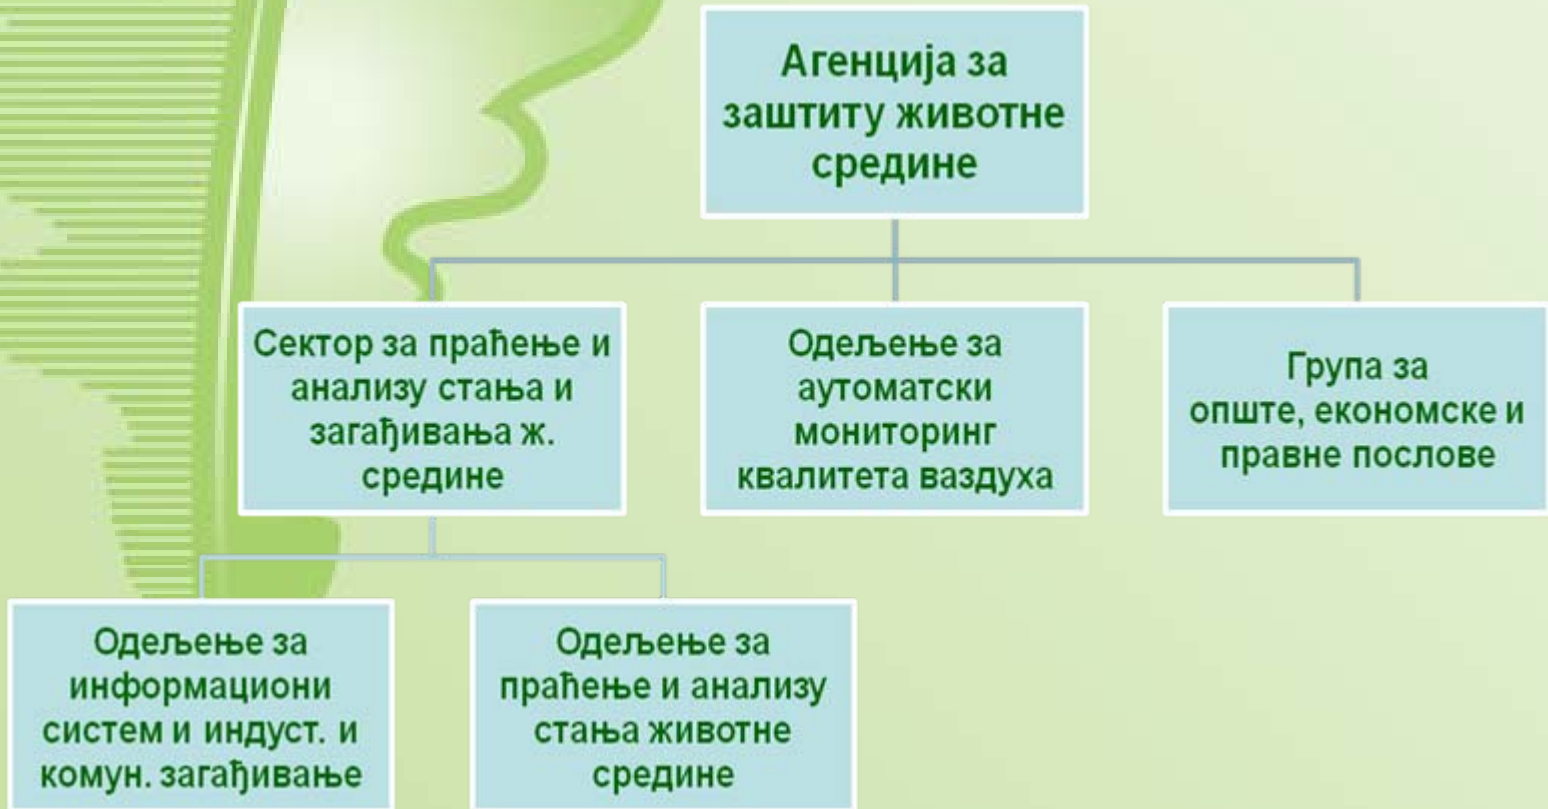 Агенција за
заштиту животне
средине
Сектор за праћење и
анализу стања и
загађивања ж.
средине
Одељење за
аутоматски
мониторинг
квалитета ваздуха
Група за
опште, економске и
правне послове
Одељење за
информациони
систем и индуст. и
комун. загађивање
Одељење за
праћење и анализу
стања животне
средине